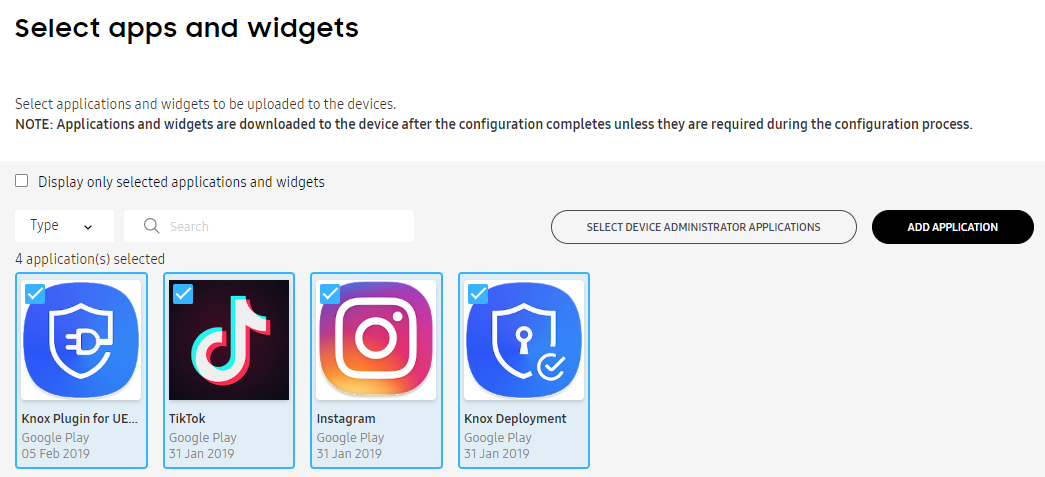 Select apps and widgets
Select applications and widgets to be uploaded to the devices.
NOTE: Applications and widgets are downloaded to the device after the configuration completes unless they are required during the configuration process.
Display only selected applications and widgets
Type
Search
SELECT DEVICE ADMINISTRATOR APPLICATIONS
ADD APPLICATION
4 application(s) selected
Knox Plugin for UE...
Google Play
05 Feb 2019
TikTok
Google Play
31 Jan 2019
Instagram
Google Play
31 Jan 2019
Knox Deployment
Google Play
31 Jan 2019